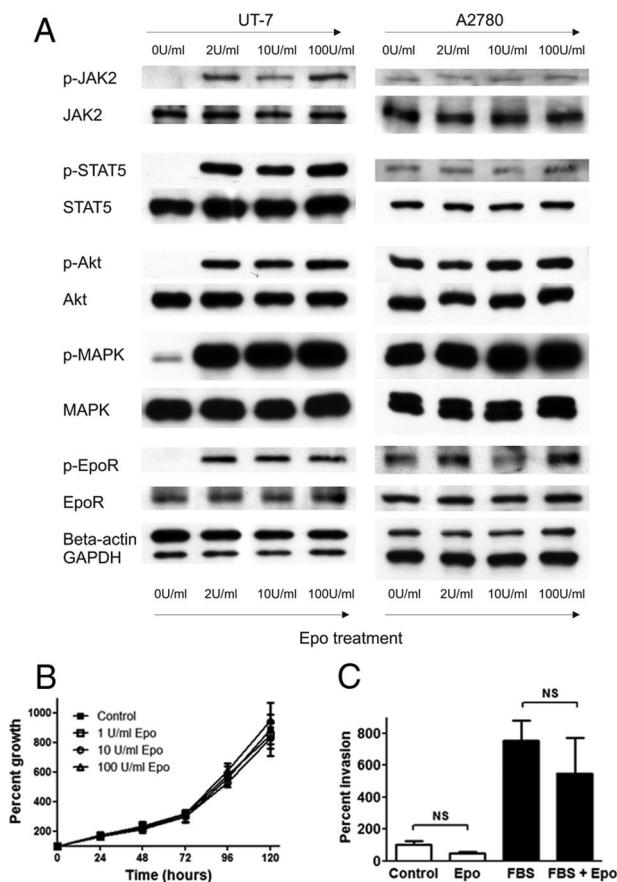 A
UT-7
A2780
0U/ml 2U/ml 10U/ml 100U/ml
0U/ml 2U/ml 10U/ml 100U/ml
p-JAK2
JAK2
p-STAT5
STAT5
p-Akt
Akt
p-MAPK
MAPK
p-EpoR
EpoR
Beta-actin
GAPDH
0U/ml 2U/ml 10U/ml 100U/ml
0U/ml 2U/ml 10U/ml 100U/ml
Epo treatment
B
Percent growth
1000
800
600
400
200
Control
1 U/ml Epo
10 U/ml Epo
100 U/ml Epo
0 24 48 72 96 120
Time (hours)
C
Percent invasion
800
600
400
200
0
NS
NS
Control Epo FBS FBS + Epo